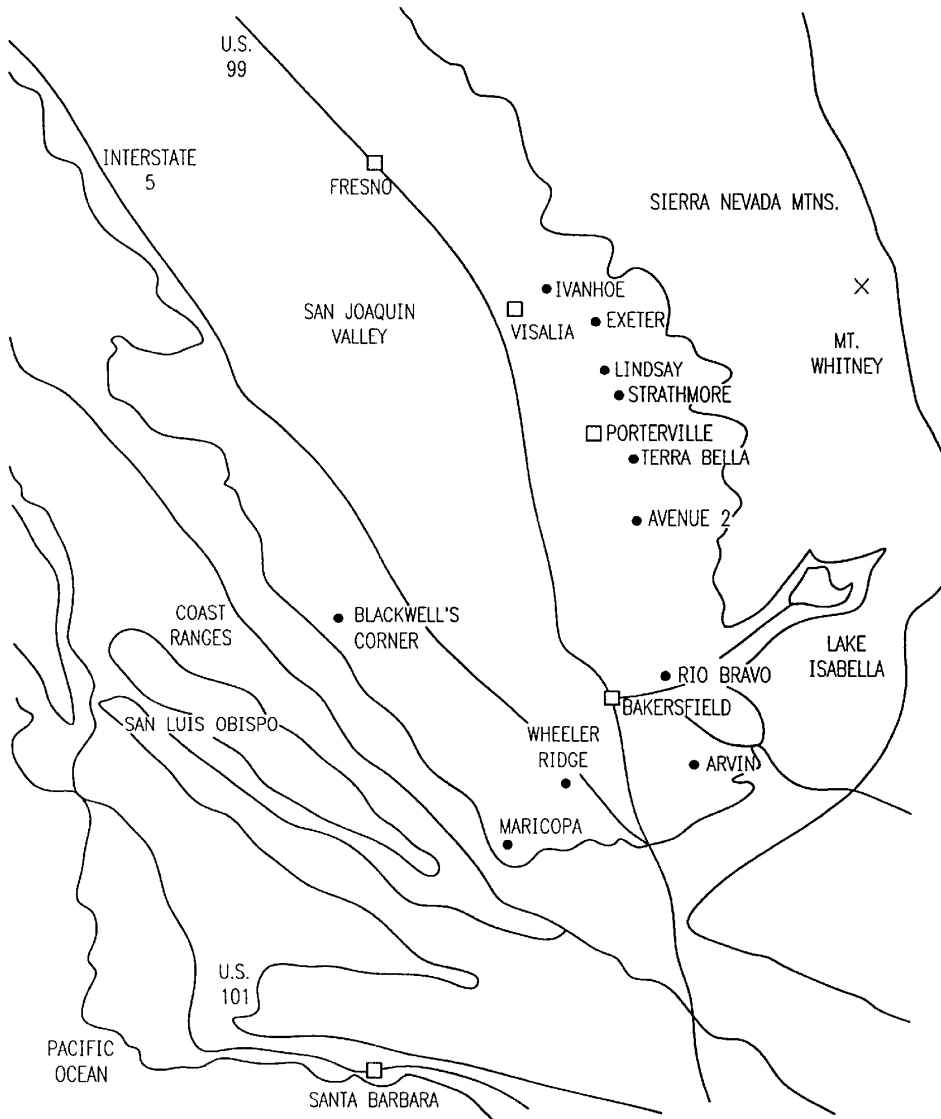 U.S.
99
INTERSTATE
5
FRESNO
SIERRA NEVADA MTNS.
IVANHOE
SAN JOAQUIN
VALLEY
VISALIA
EXETER
MT.
WHITNEY
LINDSAY
STRATHMORE
PORTERVILLE
TERRA BELLA
AVENUE 2
COAST
RANGES
BLACKWELL'S
CORNER
LAKE
ISABELLA
RIO BRAVO
BAKERSFIELD
SAN LUIS OBISPO
WHEELER
RIDGE
ARVIN
MARICOPA
U.S.
101
PACIFIC
OCEAN
SANTA BARBARA